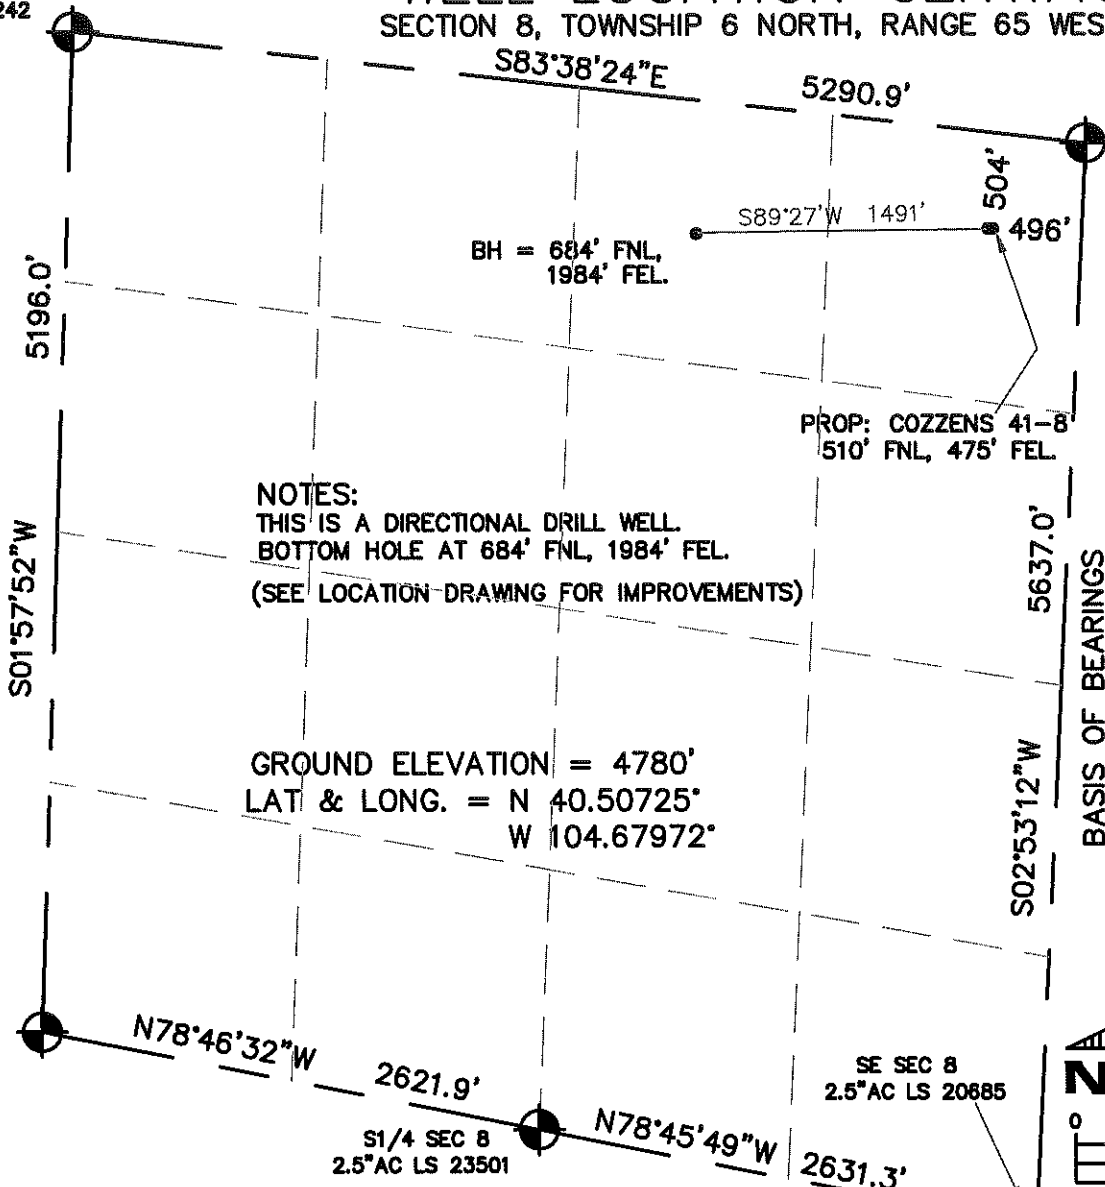 SECTION 8, TOWNSHIP 6 NORTH, RANGE 65 WES
S83°38'24"E
5290.9'
504'
S89°27'W 1491'
496'
BH = 684' FNL,
1984' FEL.
5196.0'
PROP: COZZENS 41-8
510' FNL, 475' FEL.
NOTES:
THIS IS A DIRECTIONAL DRILL WELL.
BOTTOM HOLE AT 684' FNL, 1984' FEL.
(SEE LOCATION DRAWING FOR IMPROVEMENTS)
S01°57'52"W
5637.0'
BASIS OF BEARINGS
GROUND ELEVATION = 4780'
LAT & LONG. = N 40.50725°
W 104.67972°
S02°53'12"W
N78°46'32"W
2621.9'
SE SEC 8
2.5"AC LS 20685
N
0
S1/4 SEC 8
2.5"AC LS 23501
N78°45'49"W
2631.3'